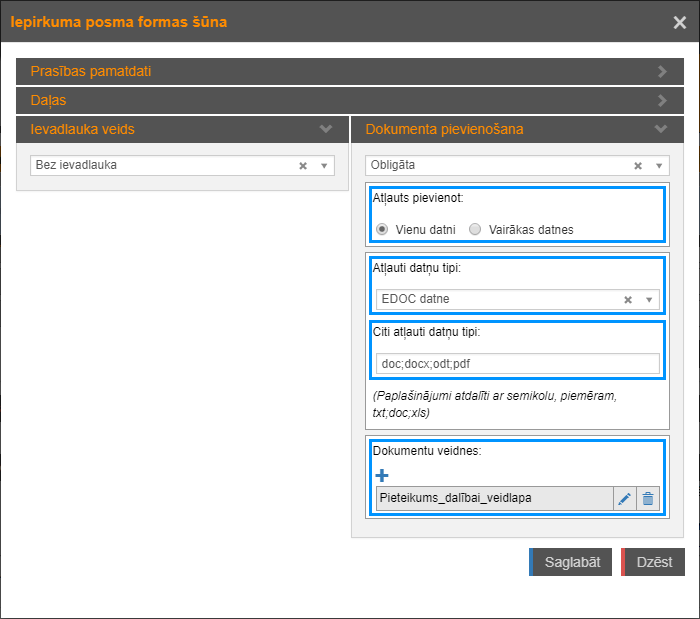 Iepirkuma posma formas šūna
Prasības pamatdati
Daļas
Ievadlauka veids
Bez ievadlauka
Dokumenta pievienošana
Obligāta
Atļauts pievienot:
Vienu datni Vairākas datnes
Atļauti datņu tipi:
EDOC datne
Citi atļauti datņu tipi:
doc;docx;odt;pdf
(Paplašinājumi atdalīti ar semikolu, piemēram,
txt;doc;xls)
Dokumentu veidnes:
Pieteikums_dalībai_veidlapa
Saglabāt Dzēst